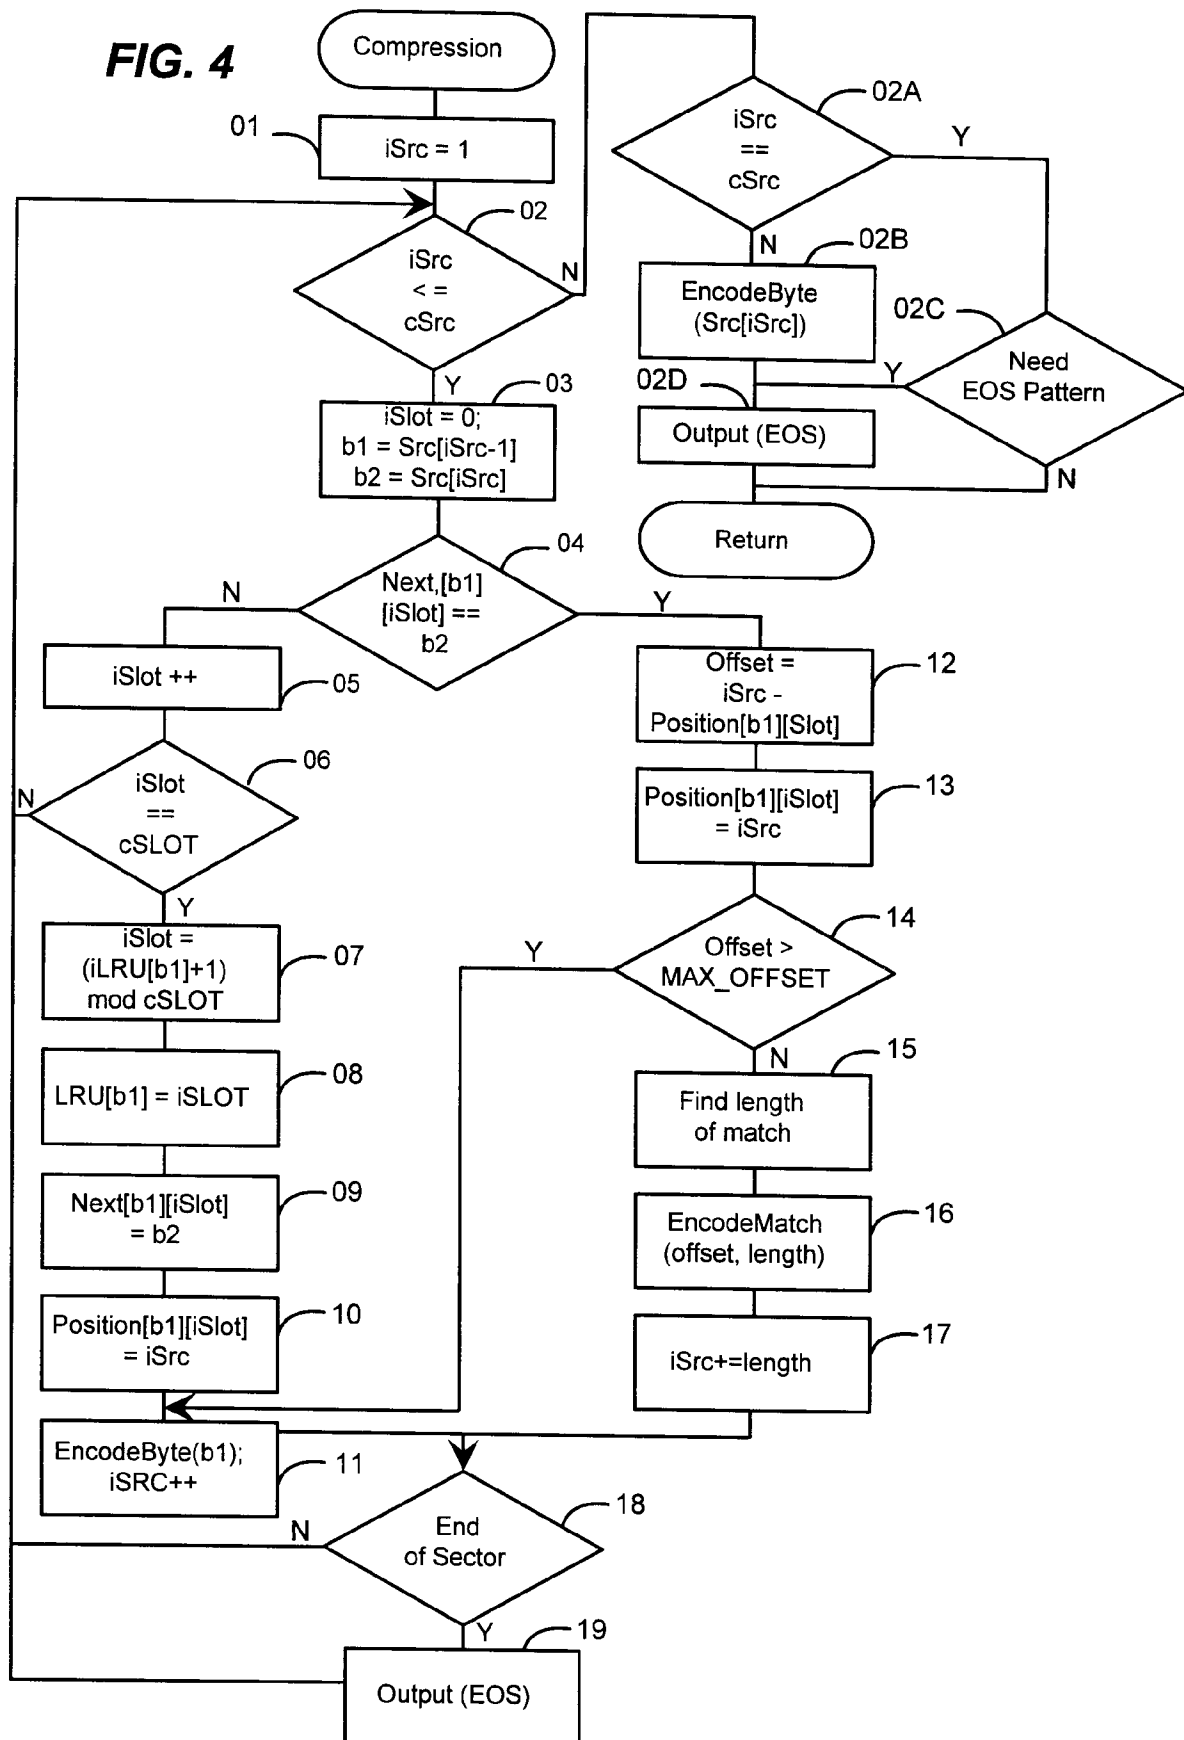 FIG. 4
Compression
01
iSrc = 1
02
iSrc
< =
cSrc
N
Y
02A
iSrc
==
cSrc
Y
N
02B
EncodeByte
(Src[iSrc])
02C
Need
EOS Pattern
Y
N
02D
Output (EOS)
Return
03
iSlot = 0;
b1 = Src[iSrc-1]
b2 = Src[iSrc]
04
Next,[b1]
[iSlot] ==
b2
N
Y
iSlot ++
05
06
iSlot
==
cSLOT
N
Y
iSlot =
(iLRU[b1]+1)
mod cSLOT
07
LRU[b1] = iSLOT
08
Next[b1][iSlot]
= b2
09
Position[b1][iSlot]
= iSrc
10
EncodeByte(b1);
iSRC++
11
Offset =
iSrc -
Position[b1][Slot]
12
Position[b1][iSlot]
= iSrc
13
Offset >
MAX_OFFSET
14
Y
N
15
Find length
of match
EncodeMatch
(offset, length)
16
iSrc+=length
17
18
End
of Sector
N
Y
19
Output (EOS)